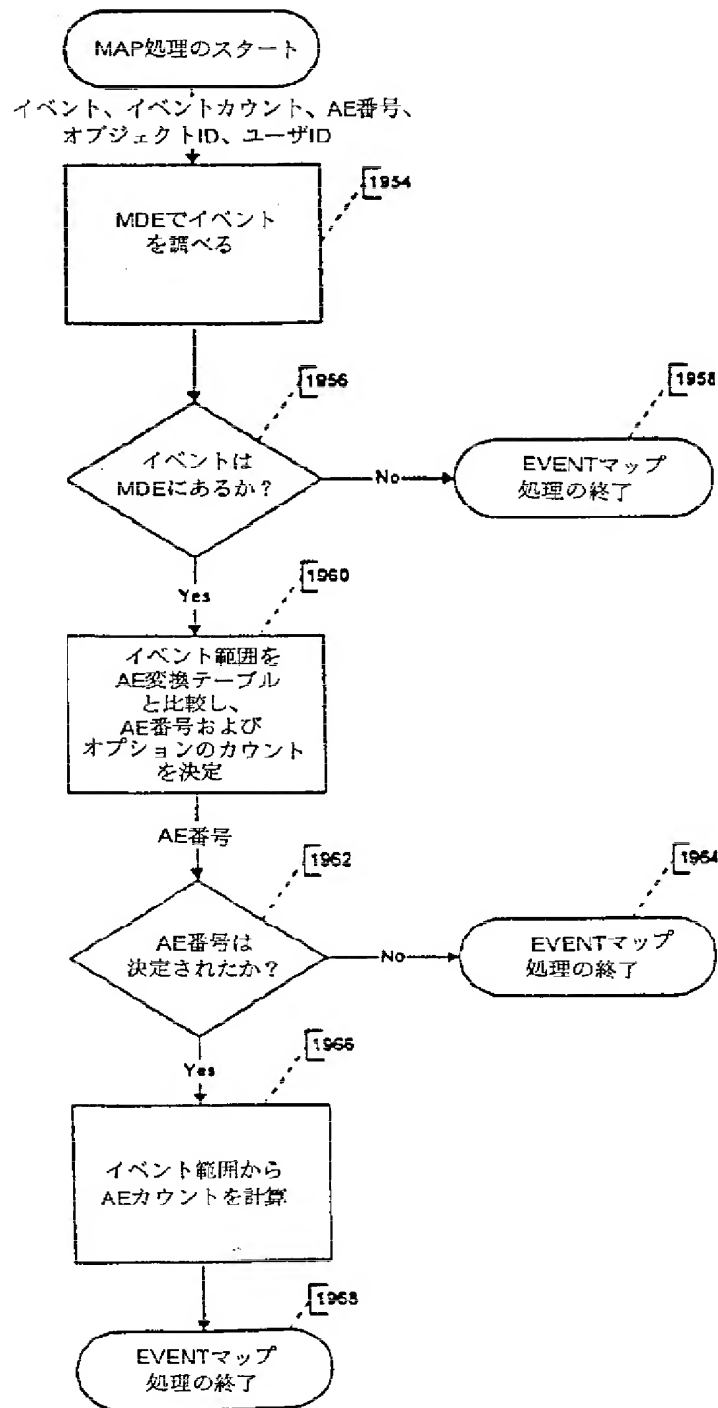 MAP処理のスタート
イベント、イベントカウント、AE番号、
オブジェクトID、ユーザID
1954
MDEでイベント
を調べる
1956
イベントは
MDEにあるか？
No
1958
EVENTマップ
処理の終了
Yes
1960
イベント範囲を
AE変換テーブル
と比較し、
AE番号および
オプションのカウント
を決定
AE番号
1962
AE番号は
決定されたか？
No
1964
EVENTマップ
処理の終了
Yes
1966
イベント範囲から
AEカウントを計算
1968
EVENTマップ
処理の終了